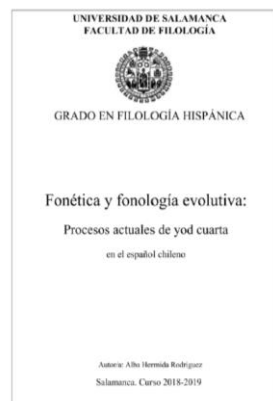 UNIVERSIDAD DE SALAMANCA
FACULTAD DE FILOLOGÍA
GRADO EN FILOLOGÍA HISPÁNICA
Fonética y fonología evolutiva:
Procesos actuales de yod cuarta
en el español chileno
Autoría: Alba Hermida Rodríguez
Salamanca. Curso 2018-2019